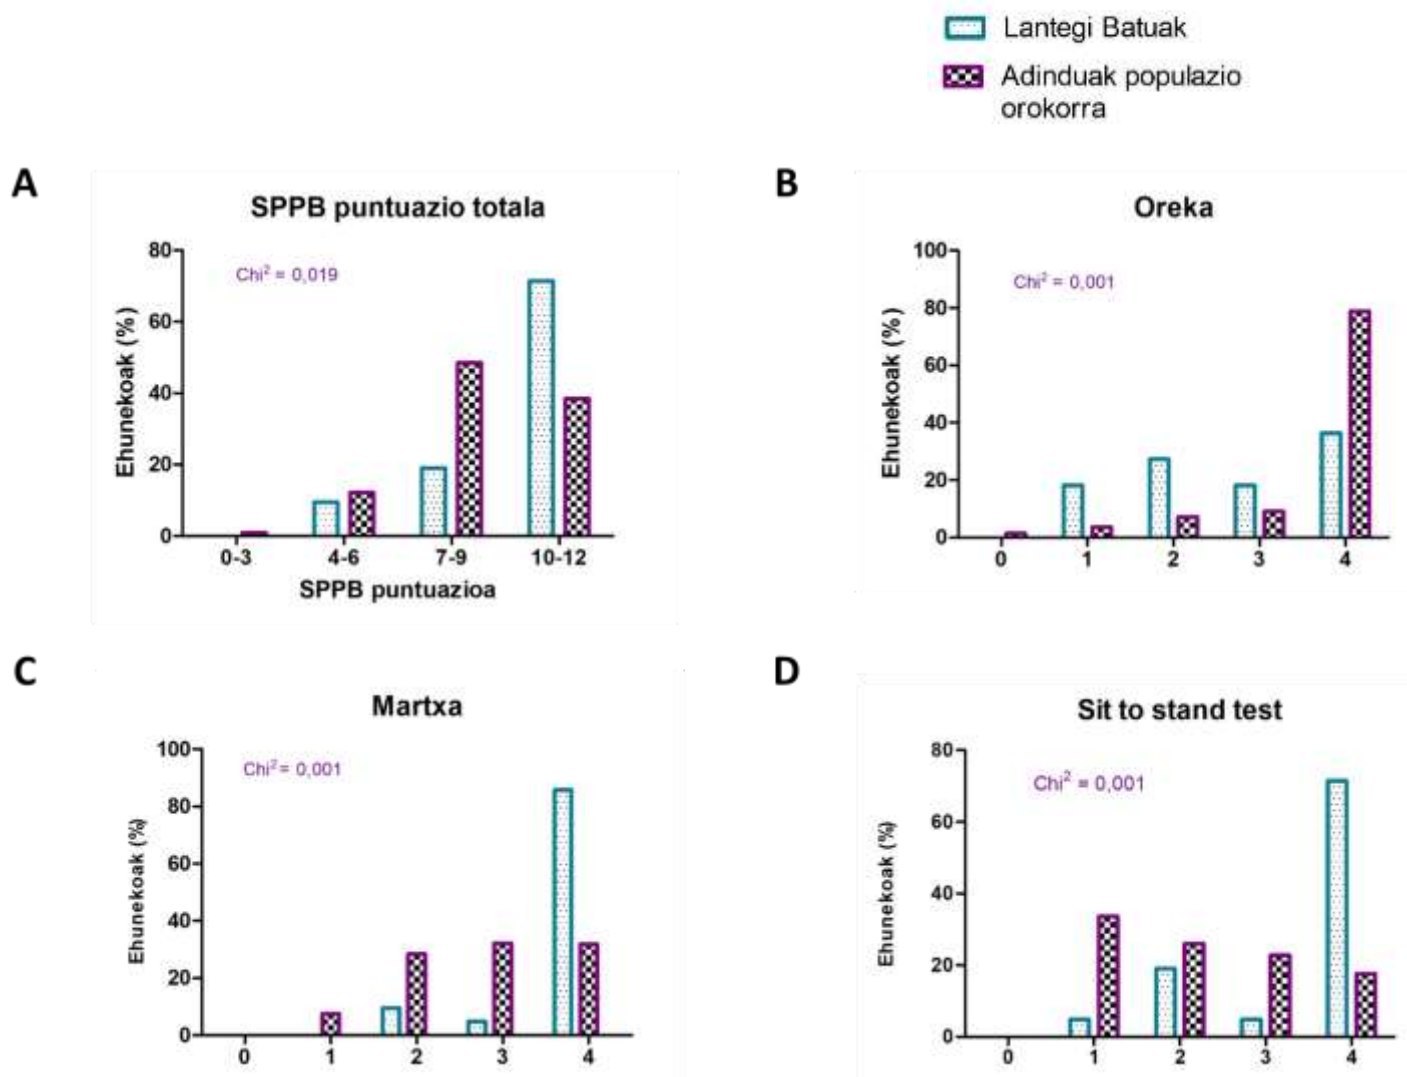 Lantegi Batuak
Adinduak populazio
orokorra
A
SPPB puntuazio totala
Chi² = 0,019
Ehunekoak (%)
80
60
40
20
0
0-3 4-6 7-9 10-12
SPPB puntuazioa
B
Oreka
Chi² = 0,001
Ehunekoak (%)
100
80
60
40
20
0
0 1 2 3 4
C
Martxa
Chi² = 0,001
Ehunekoak (%)
100
80
60
40
20
0
0 1 2 3 4
D
Sit to stand test
Chi² = 0,001
Ehunekoak (%)
80
60
40
20
0
0 1 2 3 4